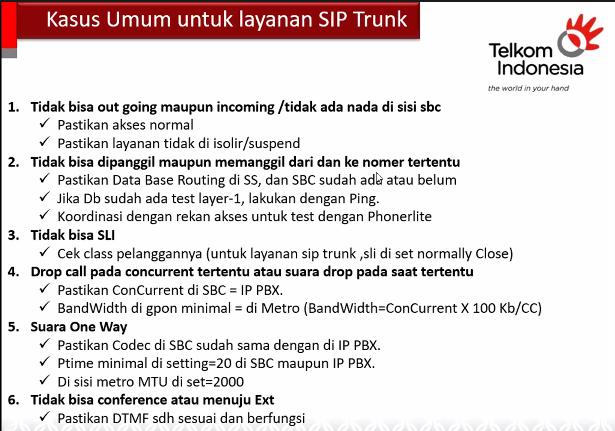 Kasus Umum untuk layanan SIP Trunk
Telkom
Indonesia
the world in your hand
1. Tidak bisa out going maupun incoming /tidak ada nada di sisi sbc
✓ Pastikan akses normal
✓ Pastikan layanan tidak di isolir/suspend
2. Tidak bisa dipanggil maupun memanggil dari dan ke nomer tertentu
✓ Pastikan Data Base Routing di SS, dan SBC sudah ada atau belum
✓ Jika Db sudah ada test layer-1, lakukan dengan Ping.
✓ Koordinasi dengan rekan akses untuk test dengan Phonerlite
3. Tidak bisa SLI
✓ Cek class pelanggannya (untuk layanan sip trunk ,sli di set normally Close)
4. Drop call pada concurrent tertentu atau suara drop pada saat tertentu
✓ Pastikan ConCurrent di SBC = IP PBX.
✓ BandWidth di gpon minimal = di Metro (BandWidth=ConCurrent X 100 Kb/CC)
5. Suara One Way
✓ Pastikan Codec di SBC sudah sama dengan di IP PBX.
✓ Ptime minimal di setting=20 di SBC maupun IP PBX.
✓ Di sisi metro MTU di set=2000
6. Tidak bisa conference atau menuju Ext
✓ Pastikan DTMF sdh sesuai dan berfungsi